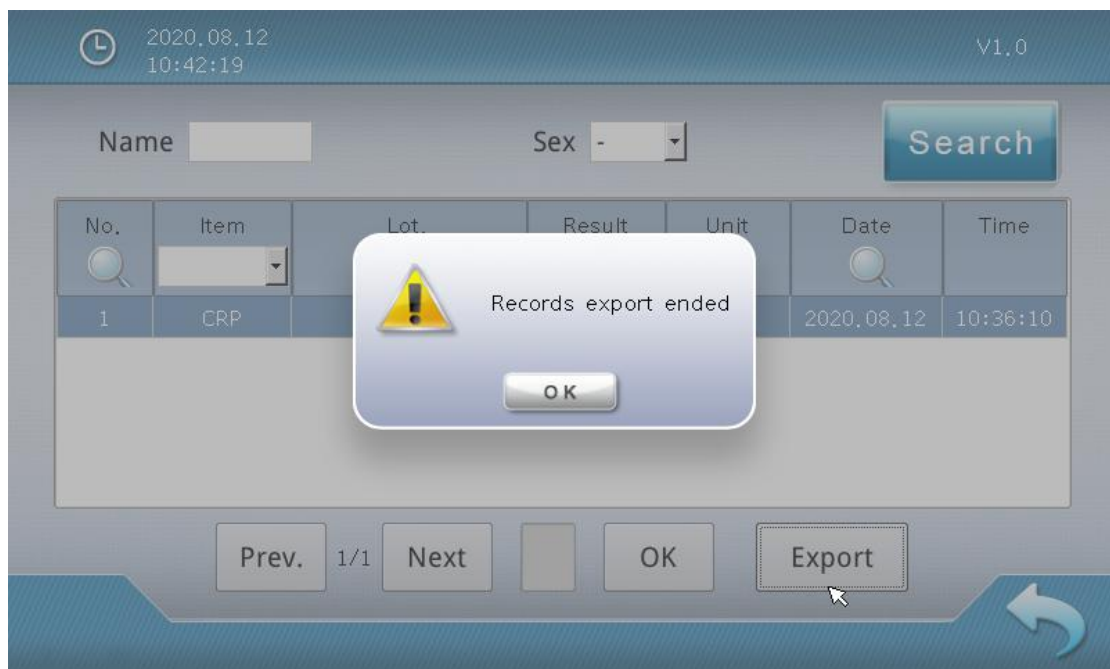 2020.08.12
10:42:19
V1.0
Name
Sex -
Search
No. Item Lot. Result Unit Date Time
Records export ended
1 CRP 2020.08.12 10:36:10
OK
Prev. 1/1 Next OK Export